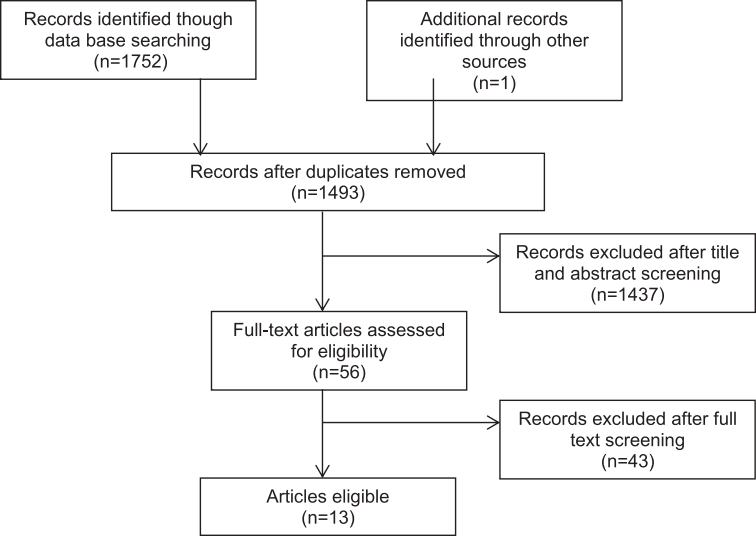 Records identified though
data base searching
(n=1752)
Additional records
identified through other
sources
(n=1)
Records after duplicates removed
(n=1493)
Records excluded after title
and abstract screening
(n=1437)
Full-text articles assessed
for eligibility
(n=56)
Records excluded after full
text screening
(n=43)
Articles eligible
(n=13)